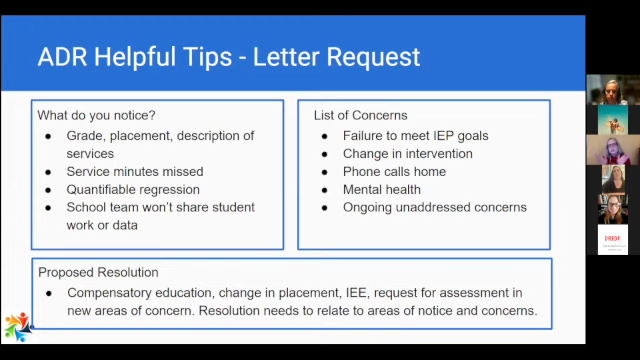 ADR Helpful Tips - Letter Request
What do you notice?
● Grade, placement, description of
services
● Service minutes missed
● Quantifiable regression
● School team won't share student
work or data
List of Concerns
● Failure to meet IEP goals
● Change in intervention
● Phone calls home
● Mental health
● Ongoing unaddressed concerns
Proposed Resolution
● Compensatory education, change in placement, IEE, request for assessment in
new areas of concern. Resolution needs to relate to areas of notice and concerns.
DREDF